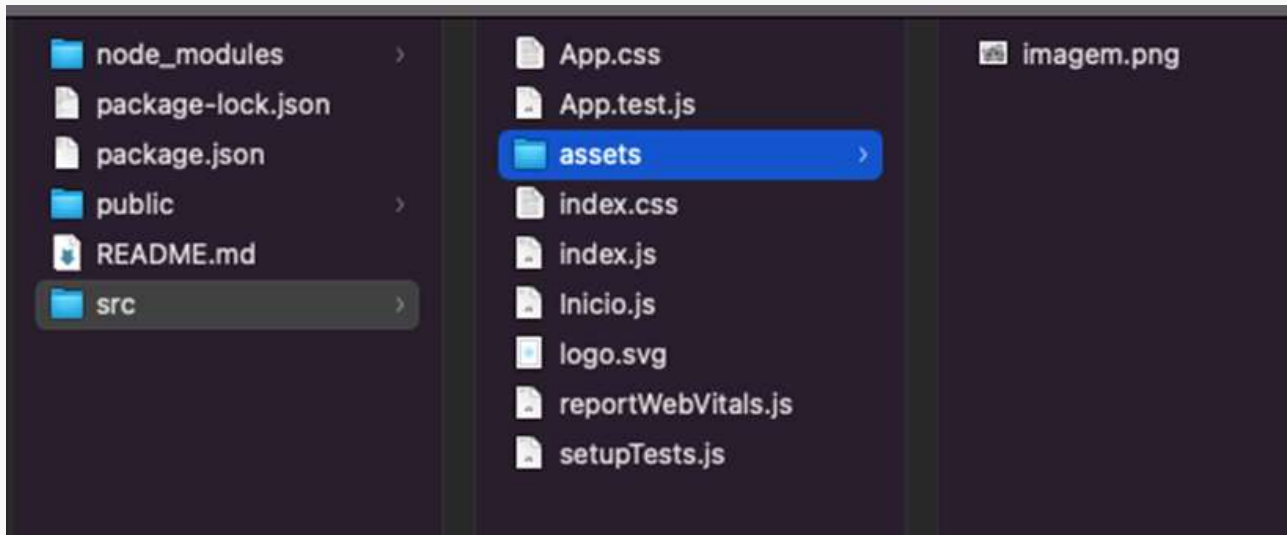 node_modules
package-lock.json
package.json
public
README.md
src
App.css
App.test.js
assets
index.css
index.js
Inicio.js
logo.svg
reportWebVitals.js
setupTests.js
imagem.png